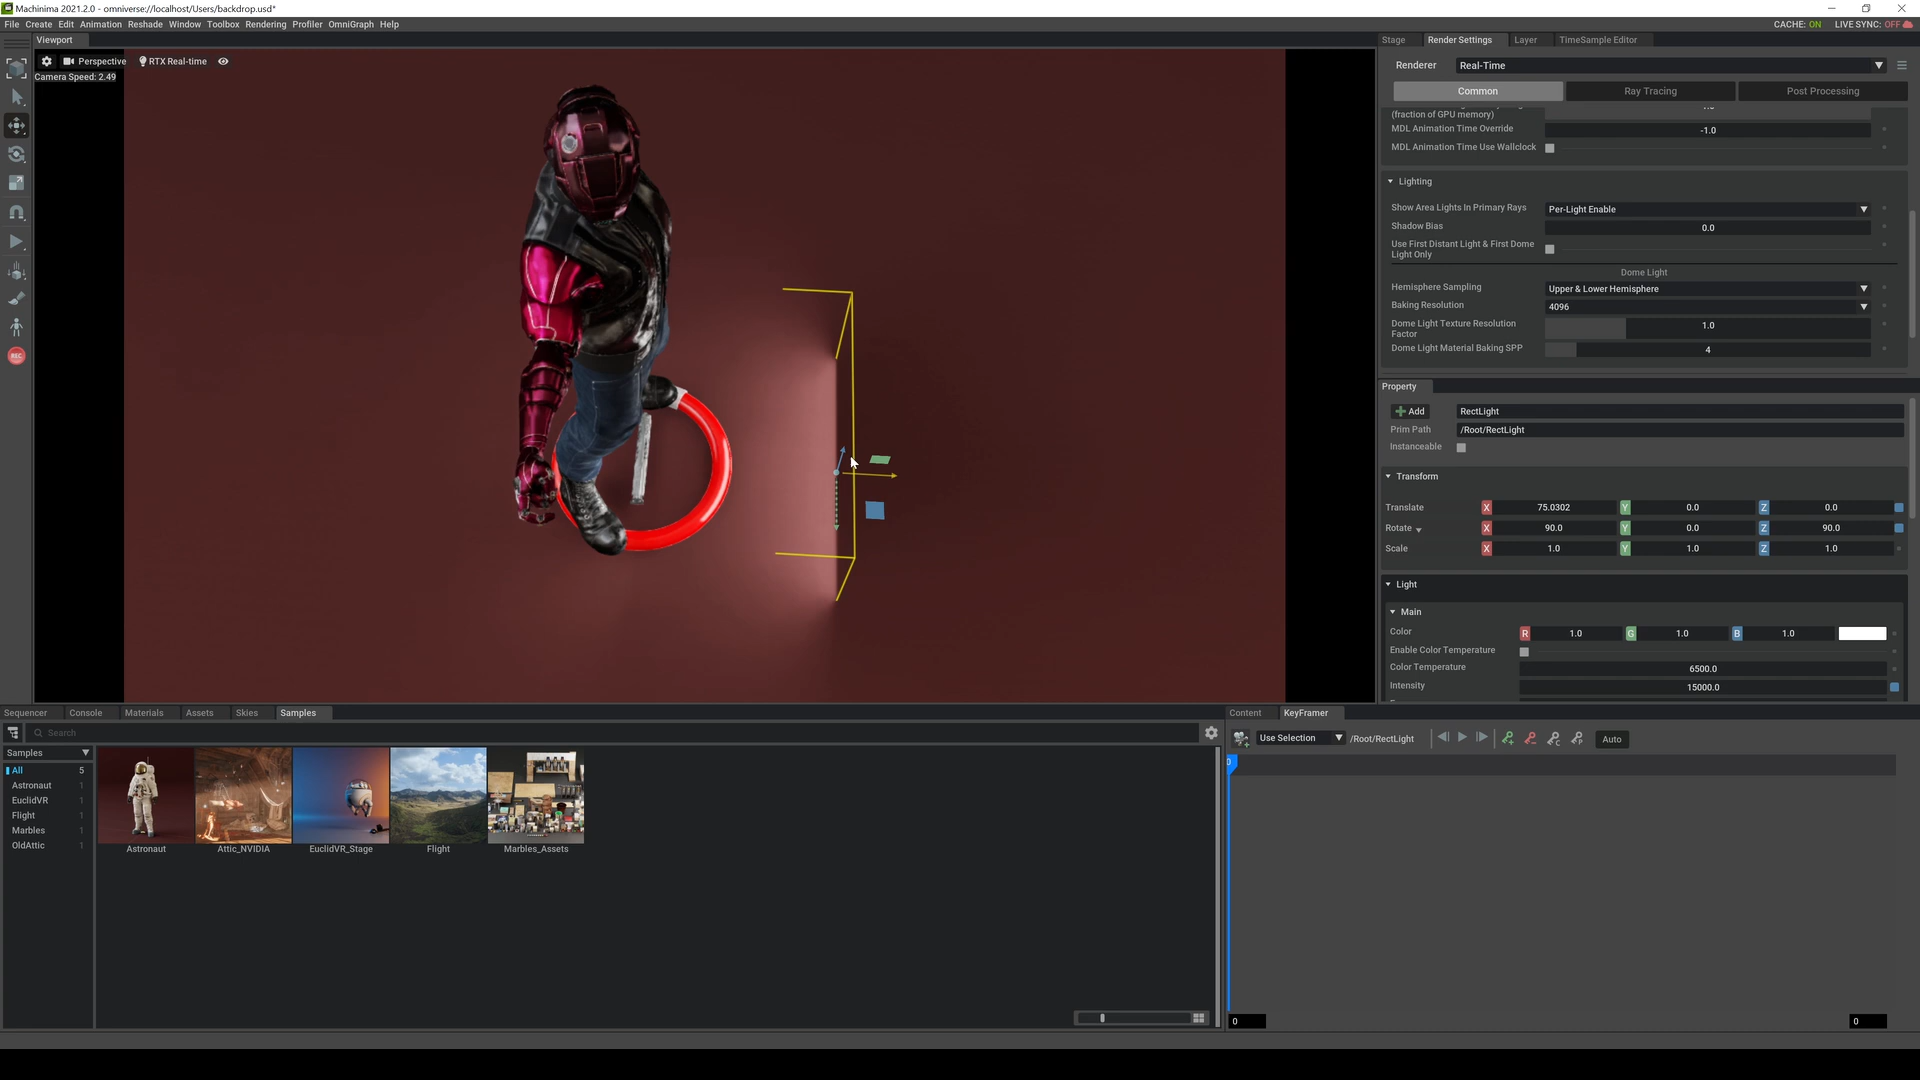 Machinima 2021.2.0 - omniverse://localhost/Users/backdrop.usd*
File Create Edit Animation Reshade Window Toolbox Rendering Profiler OmniGraph Help
CACHE: ON LIVE SYNC: OFF
Viewport
Perspective RTX Real-time
Camera Speed: 2.49
Stage Render Settings Layer TimeSample Editor
Renderer Real-Time
Common Ray Tracing Post Processing
(fraction of GPU memory)
MDL Animation Time Override -1.0
MDL Animation Time Use Wallclock
Lighting
Show Area Lights In Primary Rays Per-Light Enable
Shadow Bias 0.0
Use First Distant Light & First Dome
Light Only
Dome Light
Hemisphere Sampling Upper & Lower Hemisphere
Baking Resolution 4096
Dome Light Texture Resolution
Factor 1.0
Dome Light Material Baking SPP 4
Property
Add RectLight
Prim Path /Root/RectLight
Instanceable
Transform
Translate X 75.0302 Y 0.0 Z 0.0
Rotate X 90.0 Y 0.0 Z 90.0
Scale X 1.0 Y 1.0 Z 1.0
Light
Main
Color R 1.0 G 1.0 B 1.0
Enable Color Temperature
Color Temperature 6500.0
Intensity 15000.0
REC
Sequencer Console Materials Assets Skies Samples
Search
Samples
All 5
Astronaut 1
EuclidVR 1
Flight 1
Marbles 1
OldAttic 1
Astronaut Attic_NVIDIA EuclidVR_Stage Flight Marbles_Assets
Content KeyFramer
Use Selection /Root/RectLight Auto
0
0 0